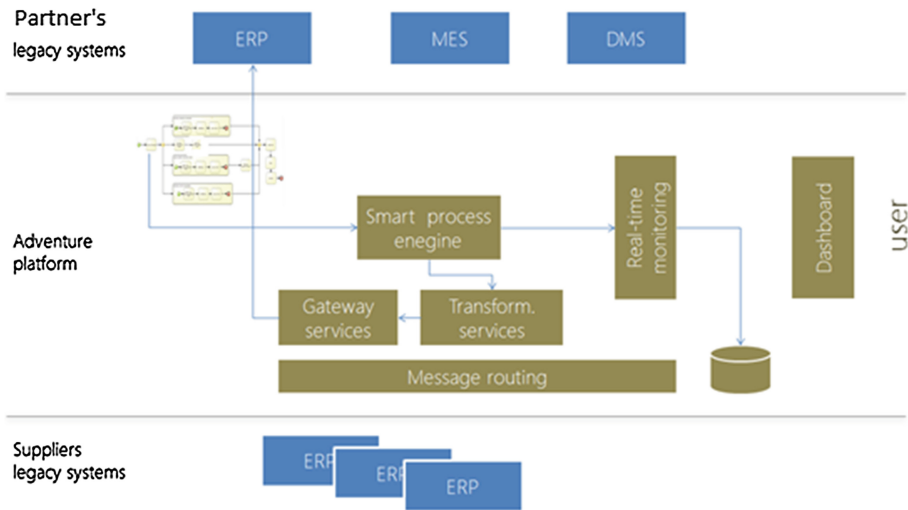 Partner's
legacy systems
ERP
MES
DMS
Adventure
platform
Smart process
enegine
Real-time
monitoring
Dashboard
user
Gateway
services
Transform.
services
Message routing
Suppliers
legacy systems
ERP
ERP
ERP